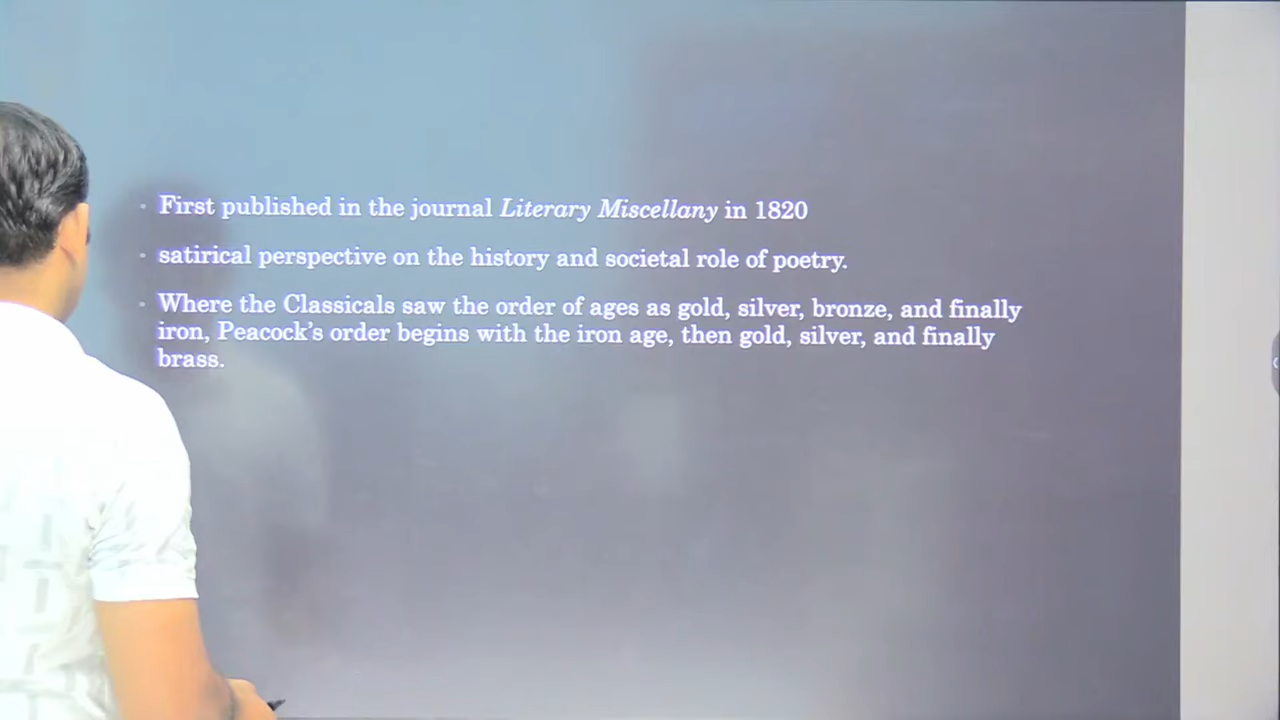 First published in the journal Literary Miscellany in 1820
satirical perspective on the history and societal role of poetry.
Where the Classicals saw the order of ages as gold, silver, bronze, and finally
iron, Peacock's order begins with the iron age, then gold, silver, and finally
brass.